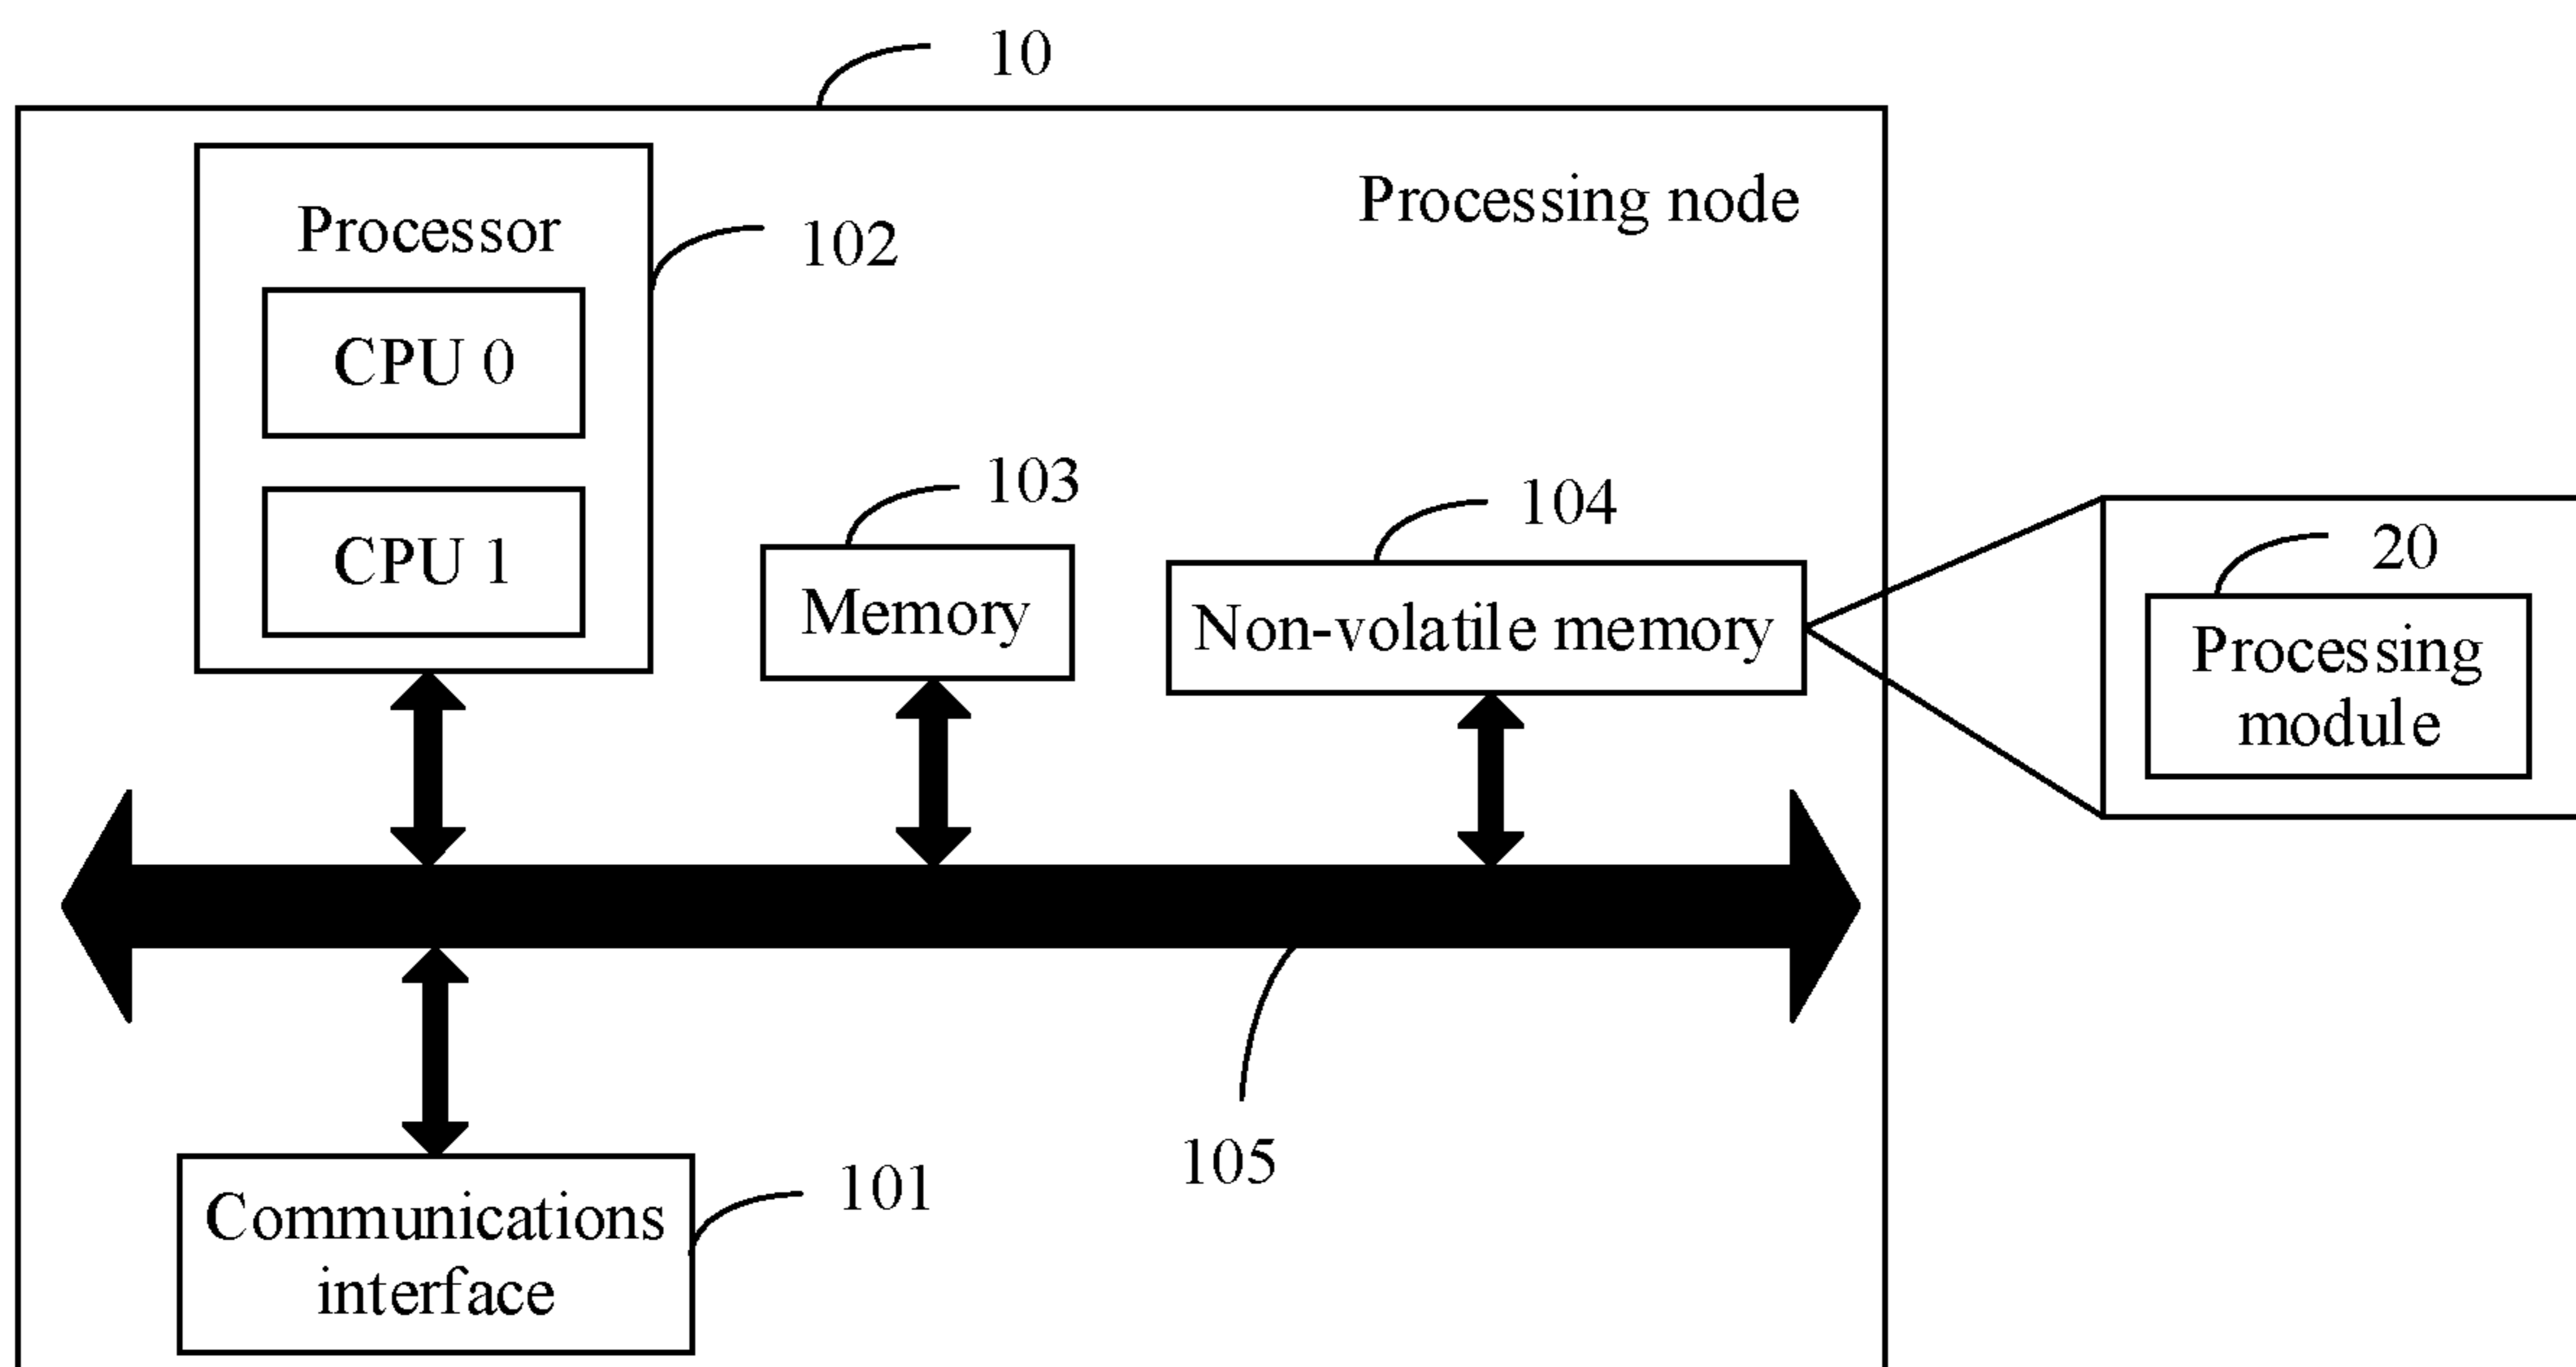 10
Processing node
Processor
102
CPU 0
CPU 1
103
Memory
104
Non-volatile memory
20
Processing
module
105
101
Communications
interface